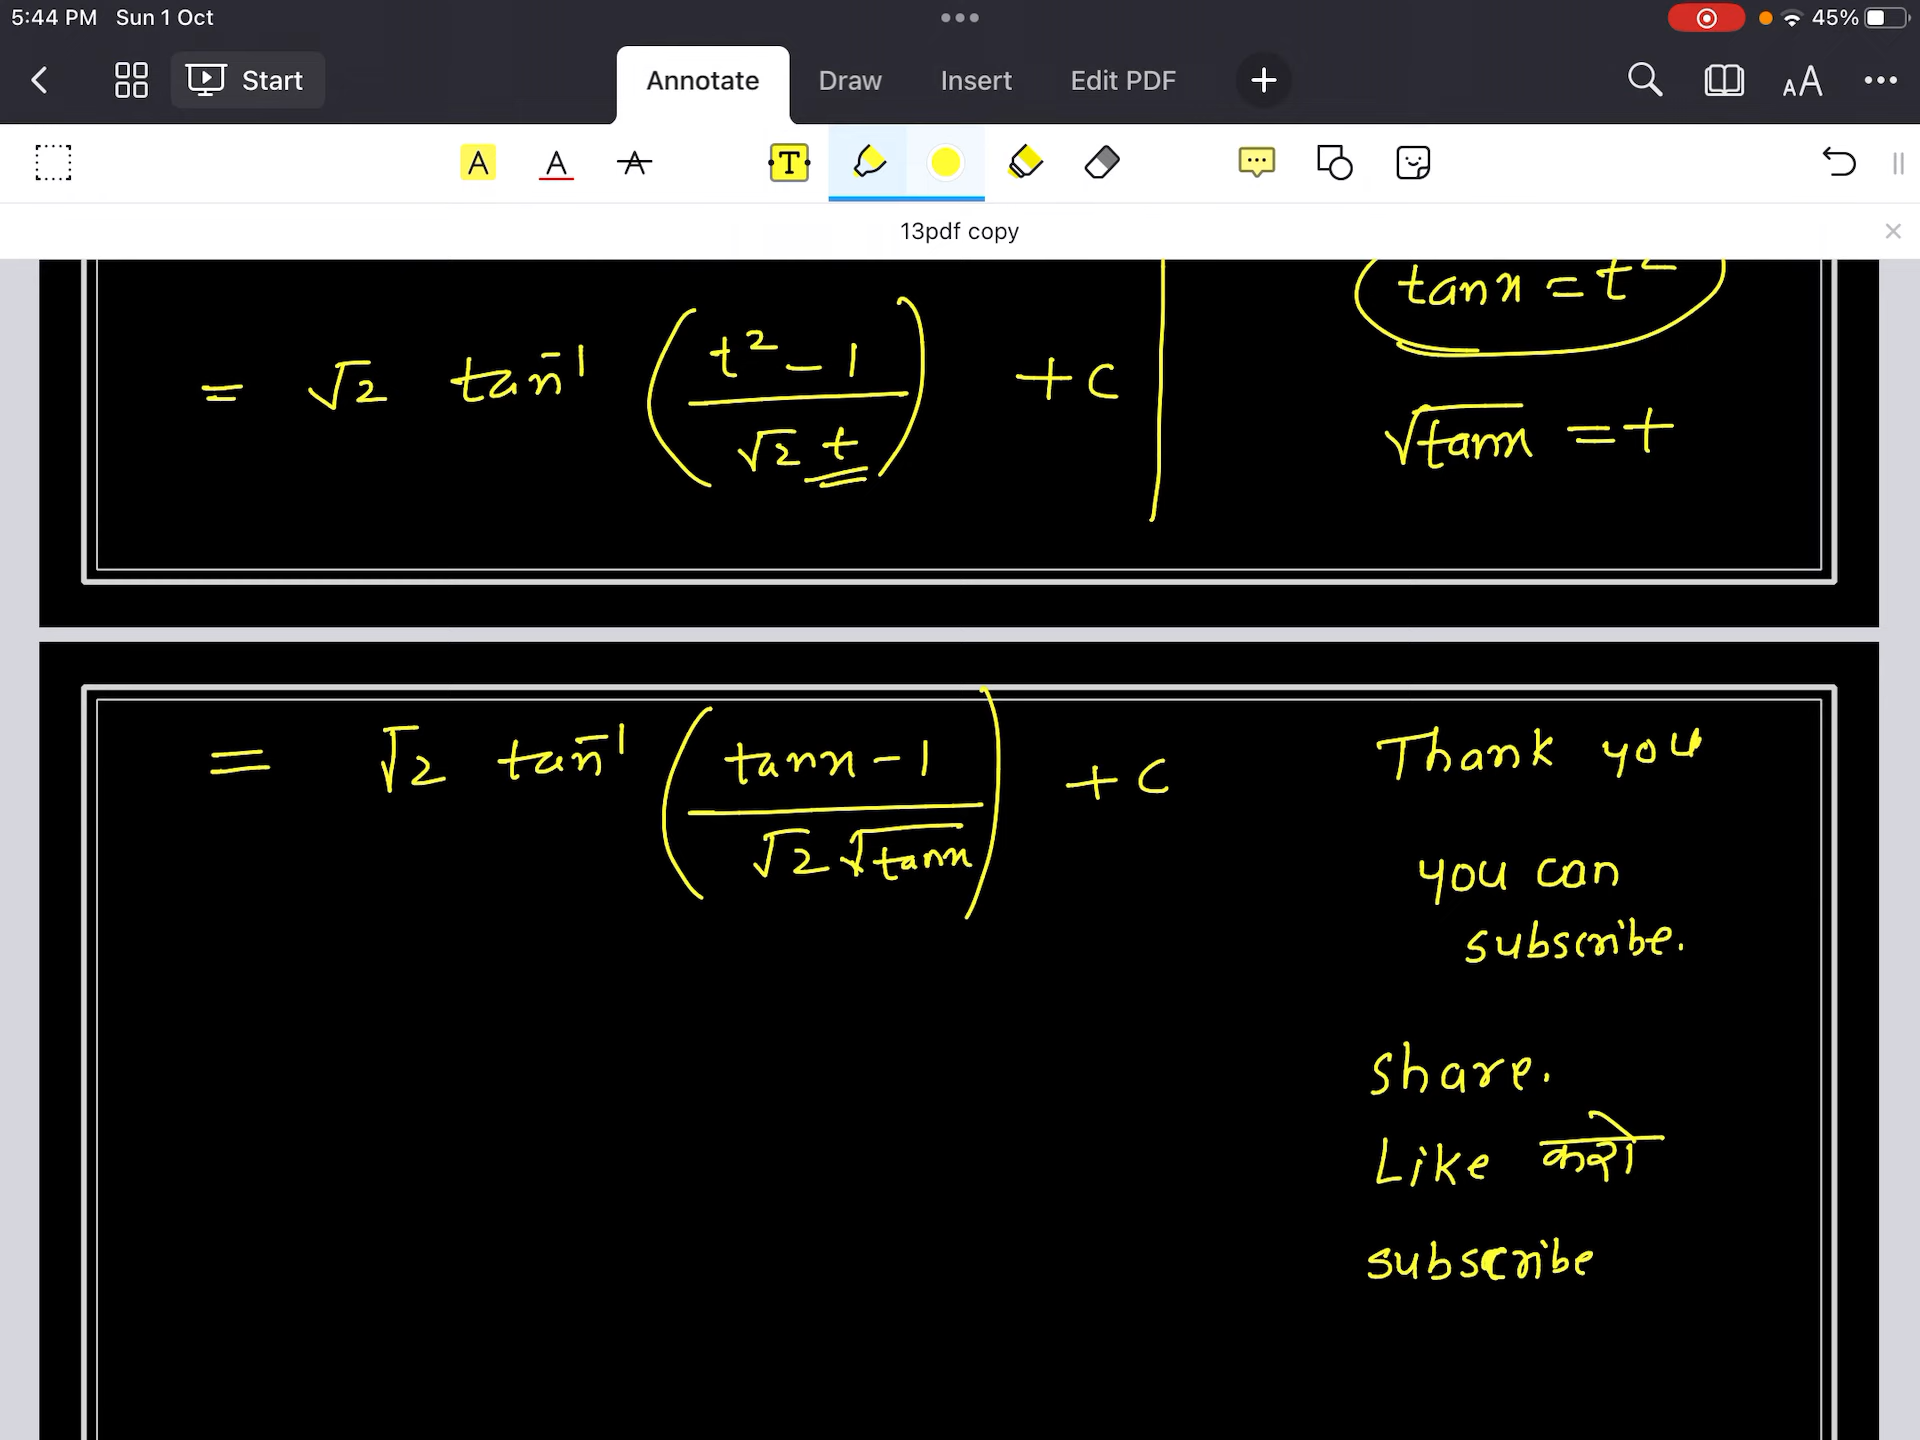 5:44 PM Sun 1 Oct 45%
Start Annotate Draw Insert Edit PDF AA
A A A T
13pdf copy
tanx = t²
= √2 tan⁻¹ ( t² - 1 / √2 t ) + c
√tanx = t
= √2 tan⁻¹ ( tanx - 1 / √2 √tanx ) + c
Thank you
you can
subscribe.
Share.
Like करो
subscribe